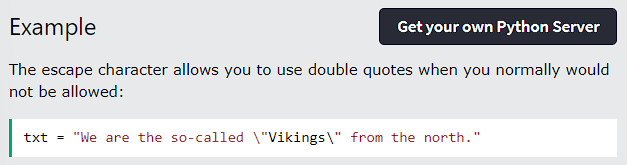 Example
Get your own Python Server
The escape character allows you to use double quotes when you normally would
not be allowed:
txt = "We are the so-called \"Vikings\" from the north."